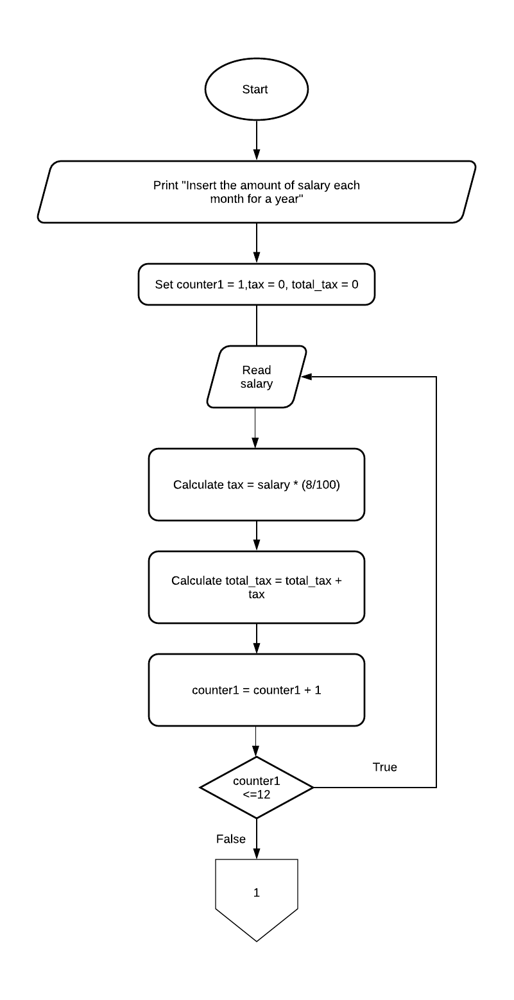 Start
Print "Insert the amount of salary each
month for a year"
Set counter1 = 1,tax = 0, total_tax = 0
Read
salary
Calculate tax = salary * (8/100)
Calculate total_tax = total_tax +
tax
counter1 = counter1 + 1
counter1
<=12
True
False
1